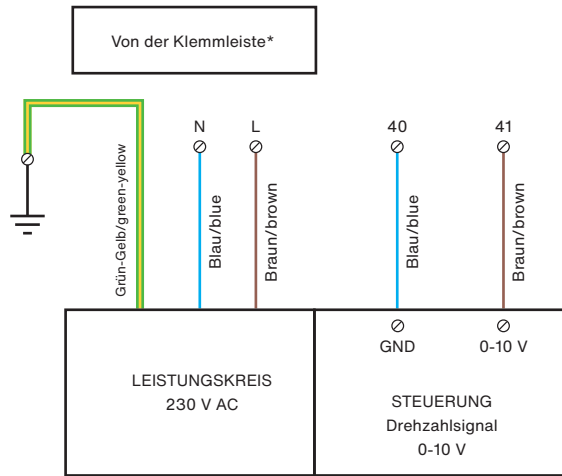 Von der Klemmleiste*
N
L
40
41
Grün-Gelb/green-yellow
Blau/blue
Braun/brown
Blau/blue
Braun/brown
GND
0-10 V
LEISTUNGSKREIS
230 V AC
STEUERUNG
Drehzahlsignal
0-10 V